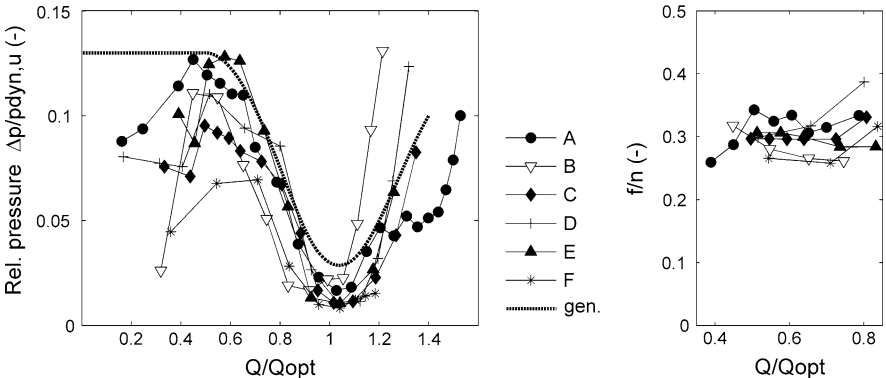 0.15
0.1
0.05
0
Rel. pressure Δp/pdyn,u (-)
0.2 0.4 0.6 0.8 1 1.2 1.4
Q/Qopt
A
B
C
D
E
F
gen.
0.5
0.4
0.3
0.2
0.1
0
f/n (-)
0.4 0.6 0.8
Q/Qopt